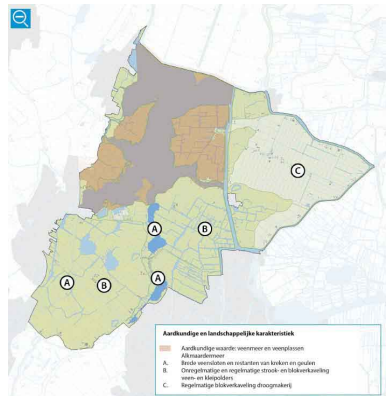 C
A
B
A
B
A
Aardkundige en landschappelijke karakteristiek
Aardkundige waarde: veenmeer en veenplassen
Alkmaardermeer
A. Brede veensloten en restanten van kreken en geulen
B. Onregelmatige en regelmatige strook- en blokverkaveling
veen- en kleipolders
C. Regelmatige blokverkaveling droogmakerij